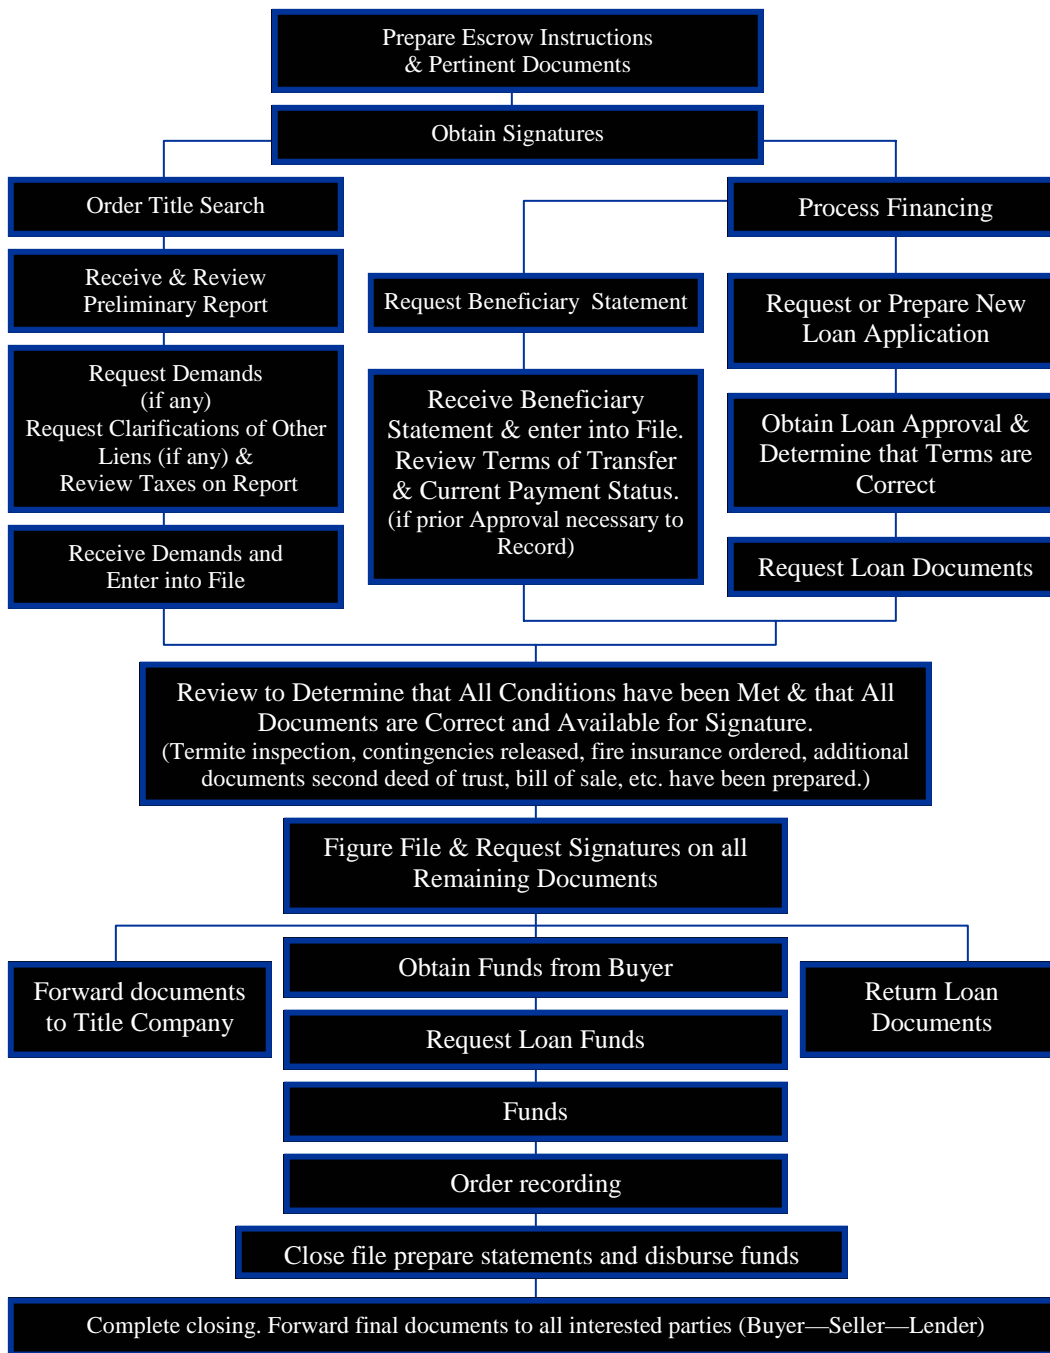 Prepare Escrow Instructions
& Pertinent Documents
Obtain Signatures
Order Title Search
Process Financing
Receive & Review
Preliminary Report
Request Beneficiary Statement
Request or Prepare New
Loan Application
Request Demands
(if any)
Request Clarifications of Other
Liens (if any) &
Review Taxes on Report
Receive Beneficiary
Statement & enter into File.
Review Terms of Transfer
& Current Payment Status.
(if prior Approval necessary to
Record)
Obtain Loan Approval &
Determine that Terms are
Correct
Receive Demands and
Enter into File
Request Loan Documents
Review to Determine that All Conditions have been Met & that All
Documents are Correct and Available for Signature.
(Termite inspection, contingencies released, fire insurance ordered, additional
documents second deed of trust, bill of sale, etc. have been prepared.)
Figure File & Request Signatures on all
Remaining Documents
Forward documents
to Title Company
Obtain Funds from Buyer
Return Loan
Documents
Request Loan Funds
Funds
Order recording
Close file prepare statements and disburse funds
Complete closing. Forward final documents to all interested parties (Buyer—Seller—Lender)